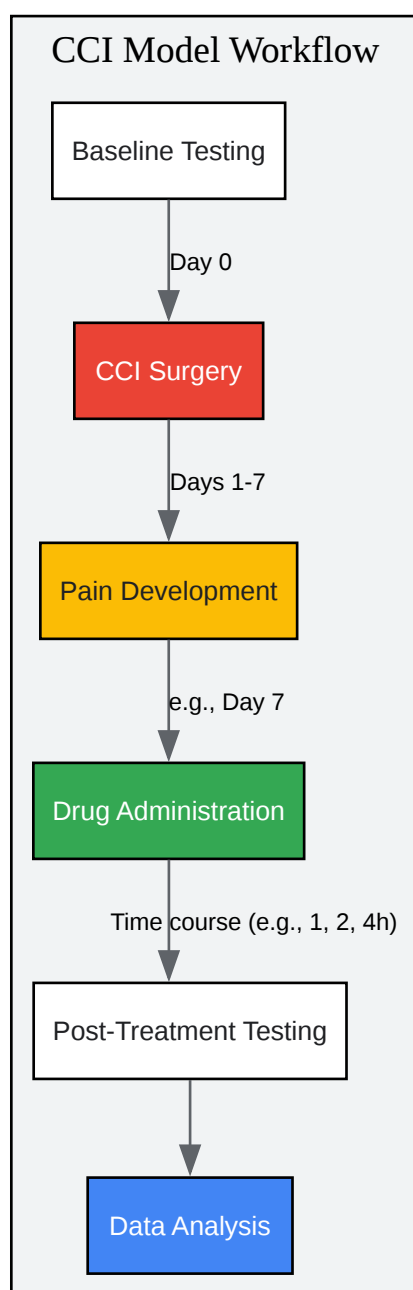 CCI Model Workflow
Baseline Testing
Day 0
CCI Surgery
Days 1-7
Pain Development
e.g., Day 7
Drug Administration
Time course (e.g., 1, 2, 4h)
Post-Treatment Testing
Data Analysis